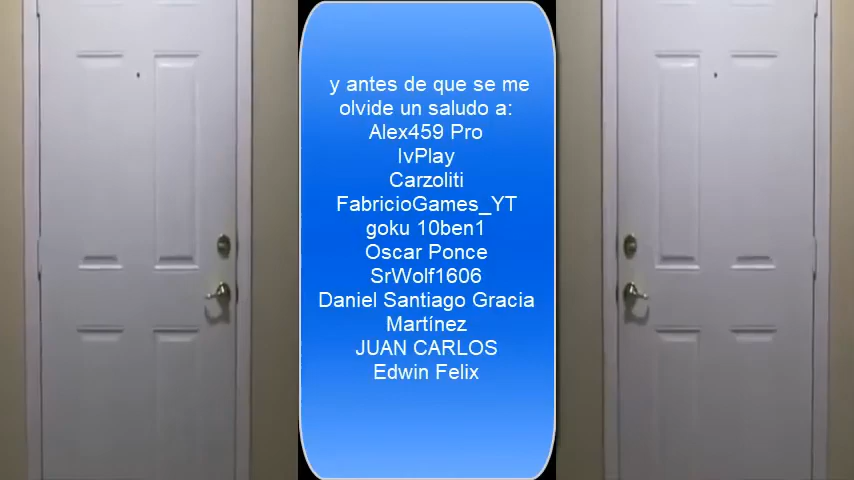 y antes de que se me
olvide un saludo a:
Alex459 Pro
IvPlay
Carzoliti
FabricioGames_YT
goku 10ben1
Oscar Ponce
SrWolf1606
Daniel Santiago Gracia
Martínez
JUAN CARLOS
Edwin Felix